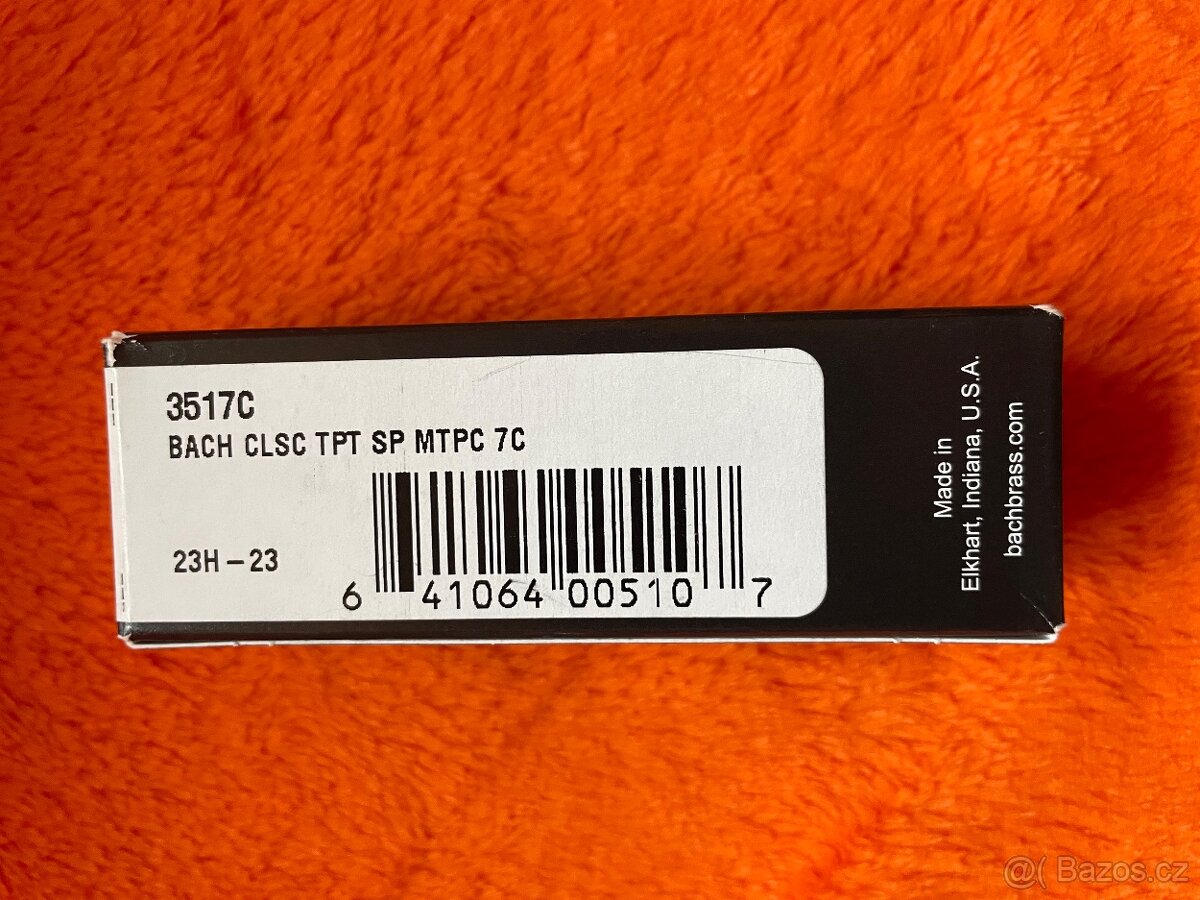 3517C
BACH CLSC TPT SP MTPC 7C
23H – 23
6 41064 00510 7
Made in
Elkhart, Indiana, U.S.A.
bachbrass.com
@( Bazos.cz